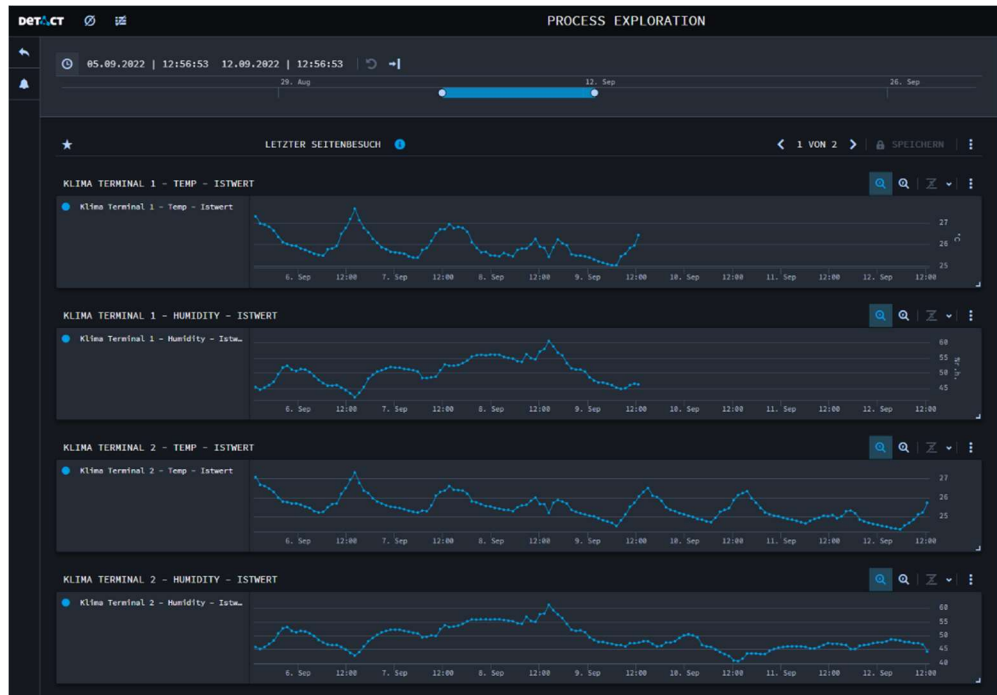 DETACT PROCESS EXPLORATION
05.09.2022 | 12:56:53 12.09.2022 | 12:56:53
29. Aug 12. Sep 26. Sep
LETZTER SEITENBESUCH 1 VON 2 SPEICHERN
KLIMA TERMINAL 1 - TEMP - ISTWERT
Klima Terminal 1 - Temp - Istwert
27
26
°C
25
6. Sep 12:00 7. Sep 12:00 8. Sep 12:00 9. Sep 12:00 10. Sep 12:00 11. Sep 12:00 12. Sep 12:00
KLIMA TERMINAL 1 - HUMIDITY - ISTWERT
Klima Terminal 1 - Humidity - Istw…
60
55
50
45
6. Sep 12:00 7. Sep 12:00 8. Sep 12:00 9. Sep 12:00 10. Sep 12:00 11. Sep 12:00 12. Sep 12:00
KLIMA TERMINAL 2 - TEMP - ISTWERT
Klima Terminal 2 - Temp - Istwert
27
26
25
6. Sep 12:00 7. Sep 12:00 8. Sep 12:00 9. Sep 12:00 10. Sep 12:00 11. Sep 12:00 12. Sep 12:00
KLIMA TERMINAL 2 - HUMIDITY - ISTWERT
Klima Terminal 2 - Humidity - Istw…
60
55
50
45
40
6. Sep 12:00 7. Sep 12:00 8. Sep 12:00 9. Sep 12:00 10. Sep 12:00 11. Sep 12:00 12. Sep 12:00